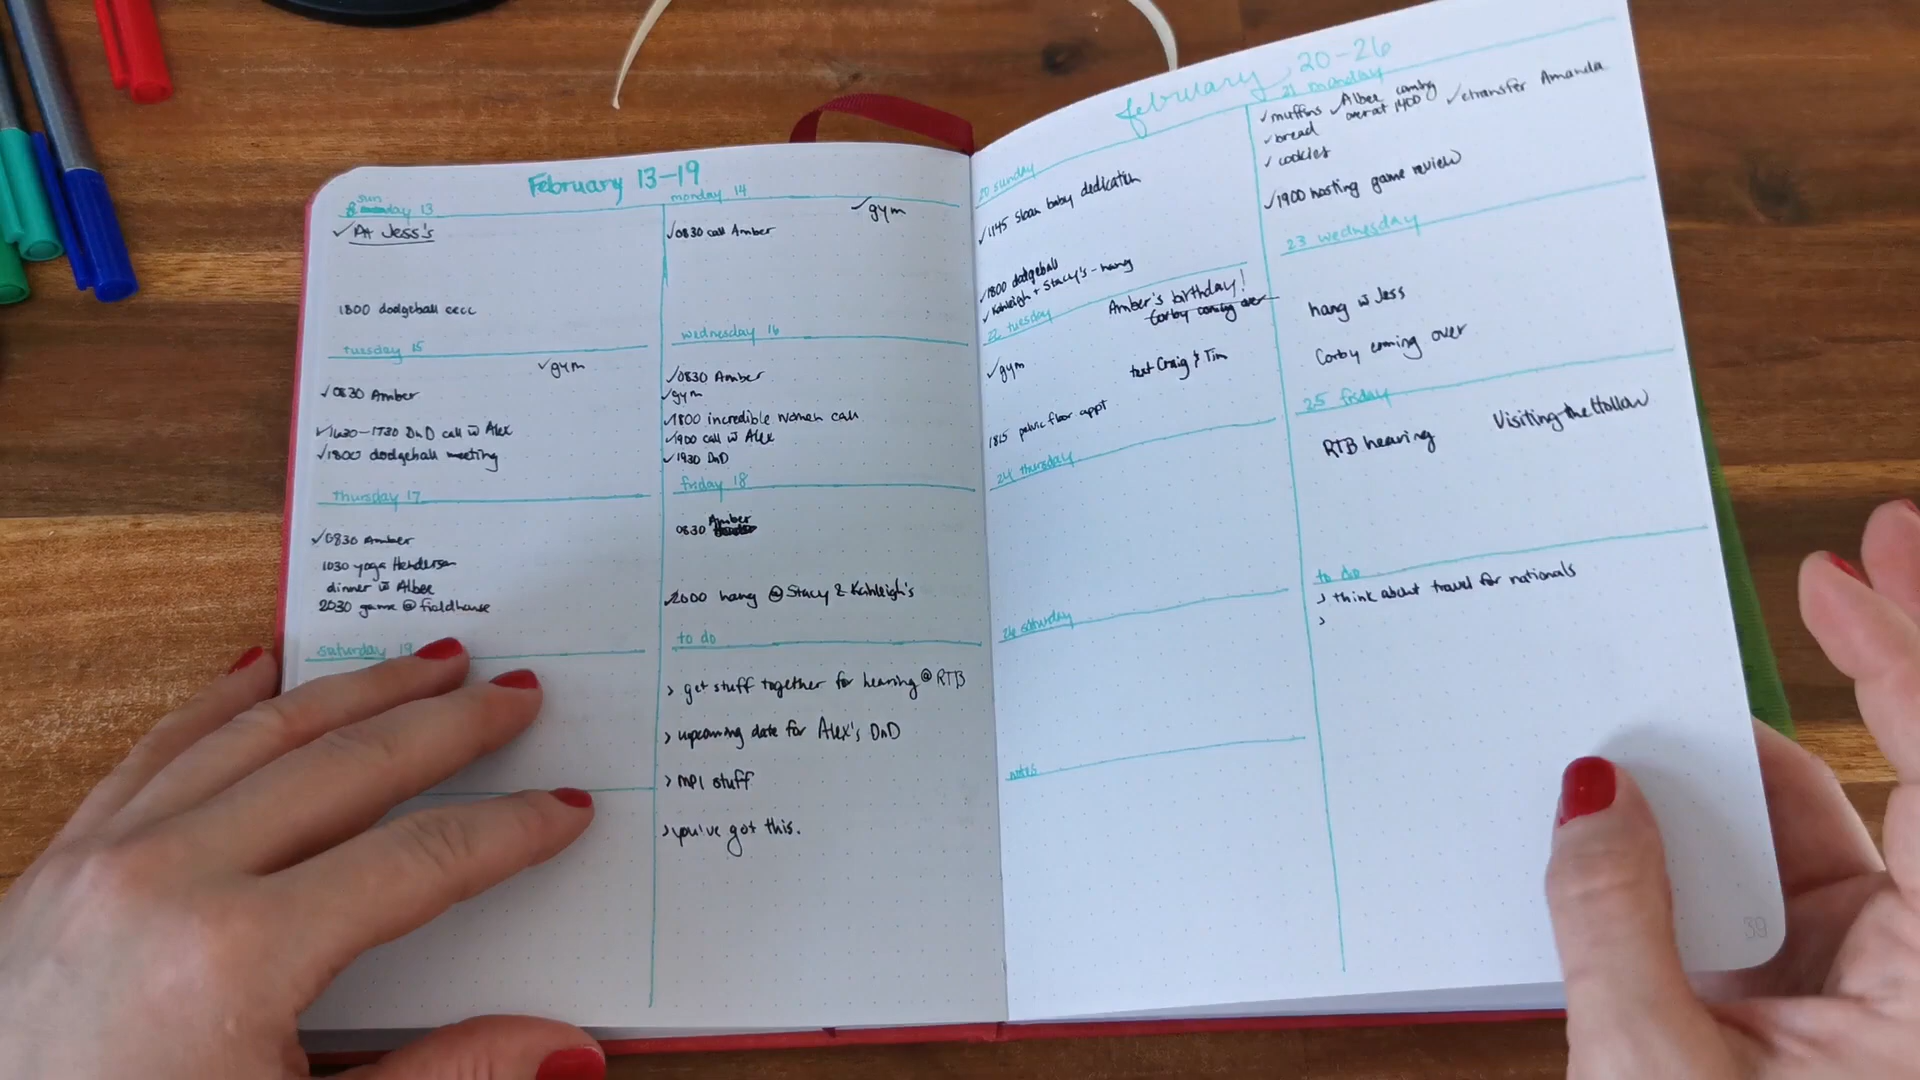 February 13-19
sun
day 13
✓ At Jess's
1800 dodgeball cccc
monday 14
✓0830 call Amber
✓gym
tuesday 15
✓gym
✓0830 Amber
✓1630-1730 DnD call w Alex
✓1800 dodgeball meeting
wednesday 16
✓0830 Amber
✓gym
✓1800 incredible women call
✓1900 call w Alex
✓1930 DnD
thursday 17
✓0830 Amber
1030 yoga Henderson
dinner w Albee
2030 game @ fieldhouse
friday 18
0830 Amber
✓2000 hang @ Stacy & Kahleigh's
saturday 19
to do
> get stuff together for hearing @ RTB
> upcoming date for Alex's DnD
> MPI stuff
> you've got this.
february 20-26
20 sunday
✓1145 Sloan baby dedication
✓1800 dodgeball
✓ Kahleigh + Stacy's - hang
21 monday
✓muffins
✓bread
✓cookies
✓Albee coming
over at 1400
✓etransfer Amanda
✓1900 hosting game review
22 tuesday
Amber's birthday!
Corby coming over
✓gym
text Craig & Tim
1815 pelvic floor appt
23 wednesday
hang w Jess
Corby coming over
24 thursday
25 friday
RTB hearing
Visiting the Hollow
26 saturday
to do
> think about travel for nationals
>
notes
39